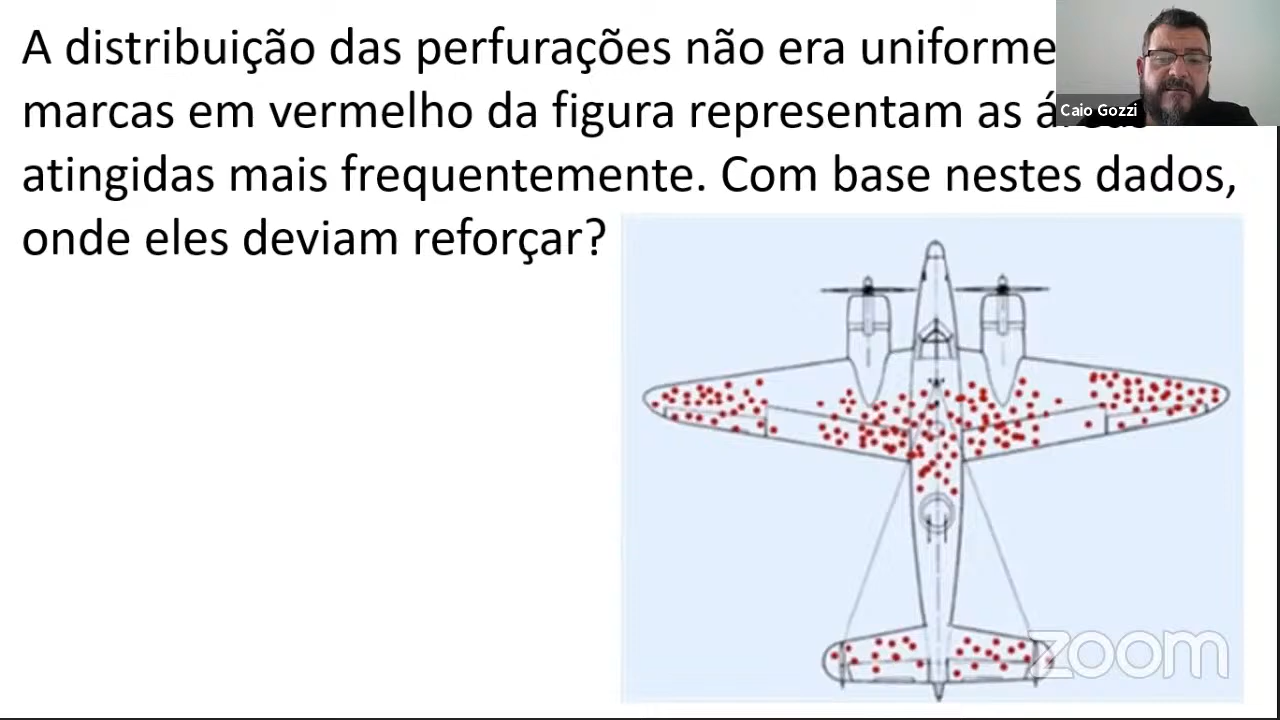 A distribuição das perfurações não era uniforme
marcas em vermelho da figura representam as
atingidas mais frequentemente. Com base nestes dados,
onde eles deviam reforçar?
Caio Gozzi
zoom